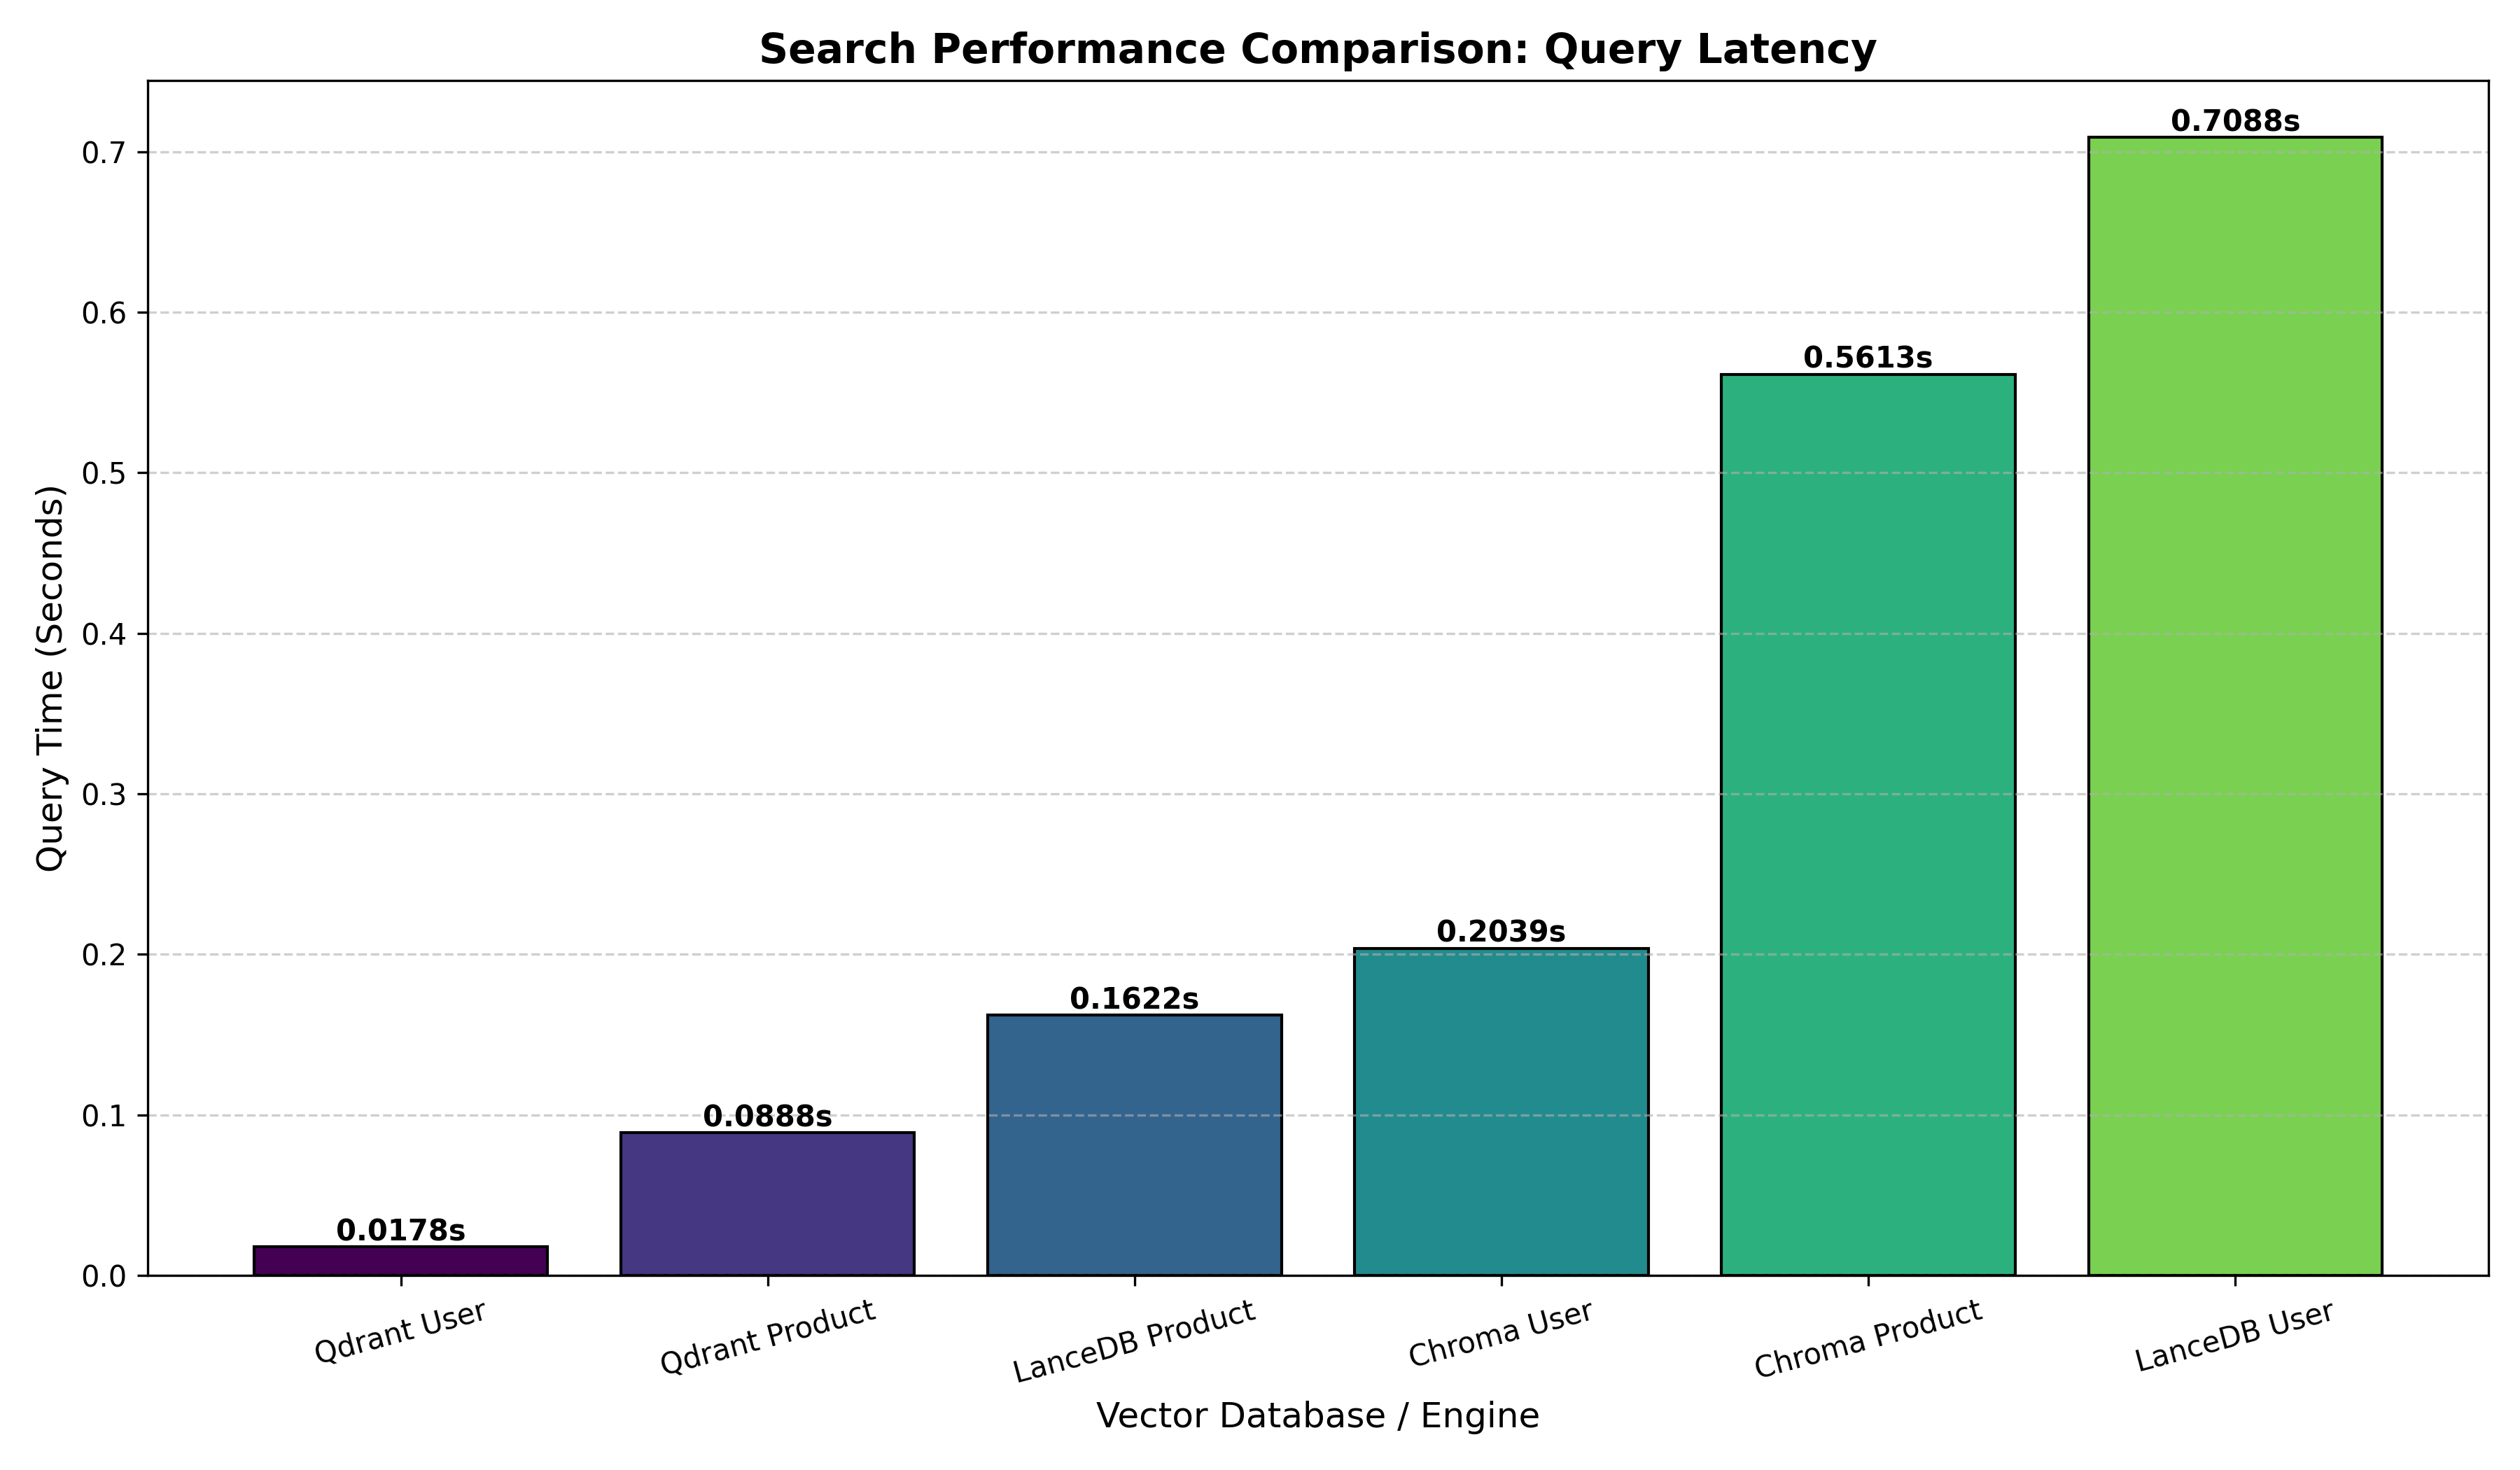 Search Performance Comparison: Query Latency
Query Time (Seconds)
0.7
0.6
0.5
0.4
0.3
0.2
0.1
0.0
0.0178s
0.0888s
0.1622s
0.2039s
0.5613s
0.7088s
Qdrant User
Qdrant Product
LanceDB Product
Chroma User
Chroma Product
LanceDB User
Vector Database / Engine